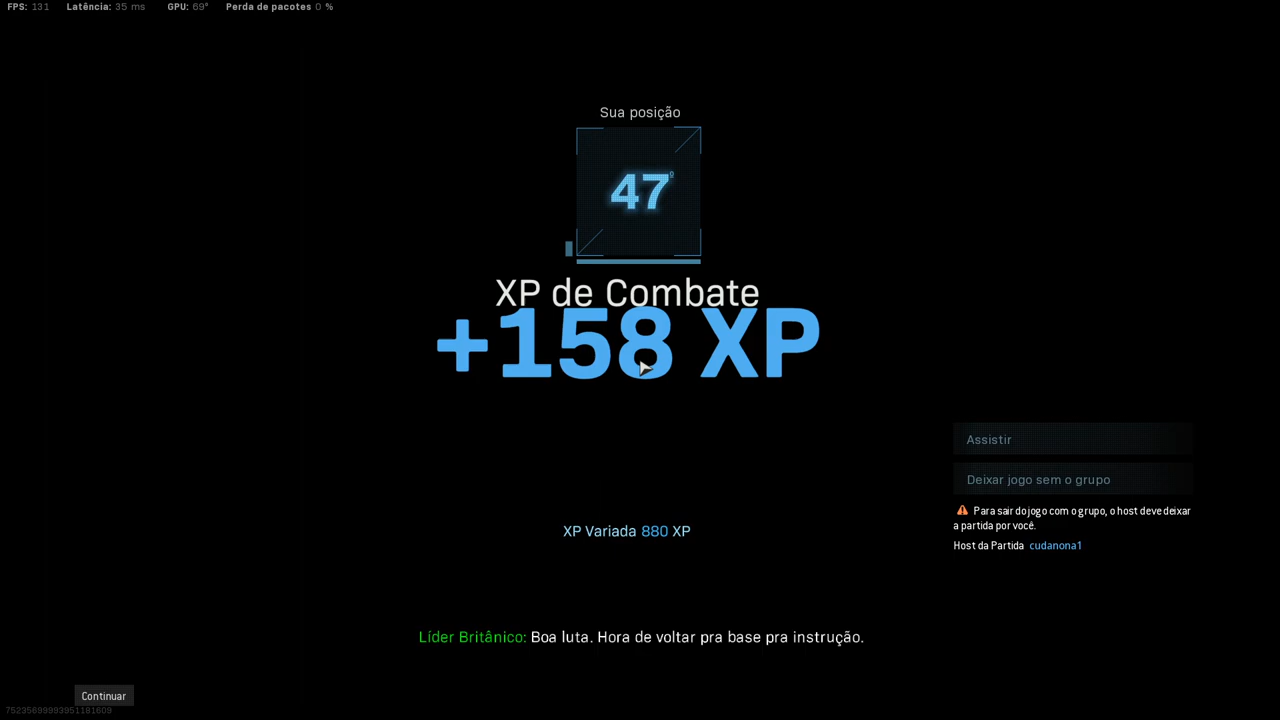 FPS: 131 Latência: 35 ms GPU: 69° Perda de pacotes 0 %
Sua posição
47º
XP de Combate
+158 XP
Assistir
Deixar jogo sem o grupo
Para sair do jogo com o grupo, o host deve deixar
a partida por você.
XP Variada 880 XP
Host da Partida cudanona1
Líder Britânico: Boa luta. Hora de voltar pra base pra instrução.
Continuar
75235699993951181609